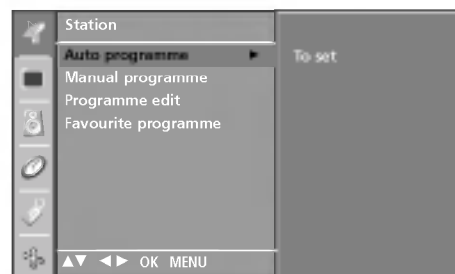 Station
Auto programme ►
To set
Manual programme
Programme edit
Favourite programme
▲▼ ◄► OK MENU